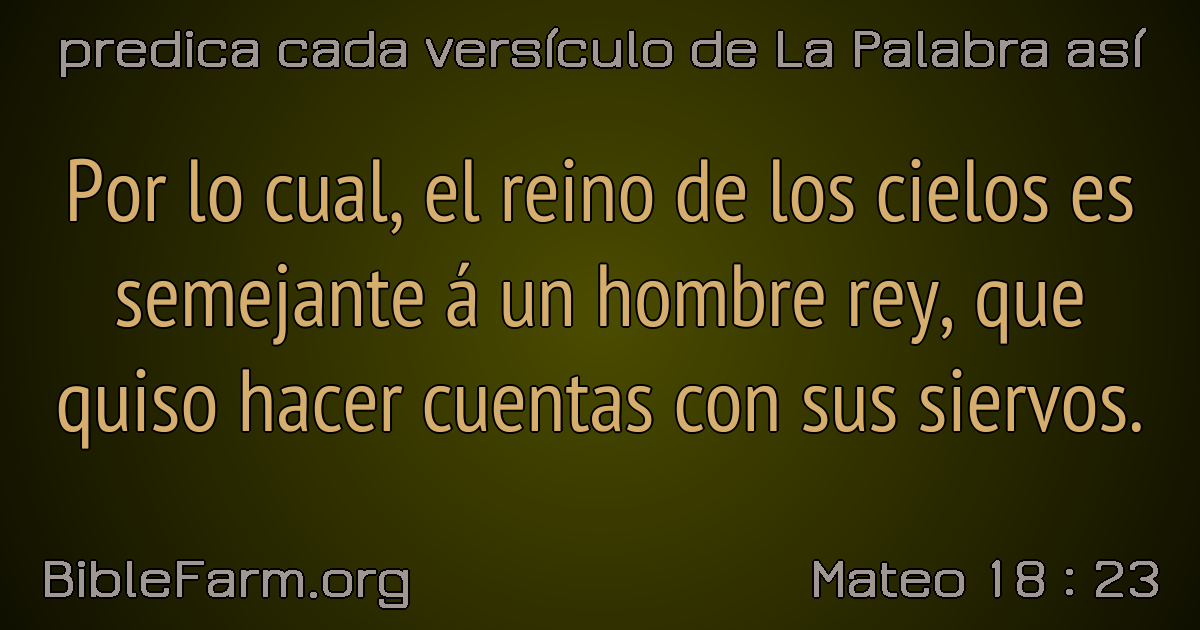 predica cada versículo de La Palabra así
Por lo cual, el reino de los cielos es
semejante á un hombre rey, que
quiso hacer cuentas con sus siervos.
BibleFarm.org
Mateo 18 : 23